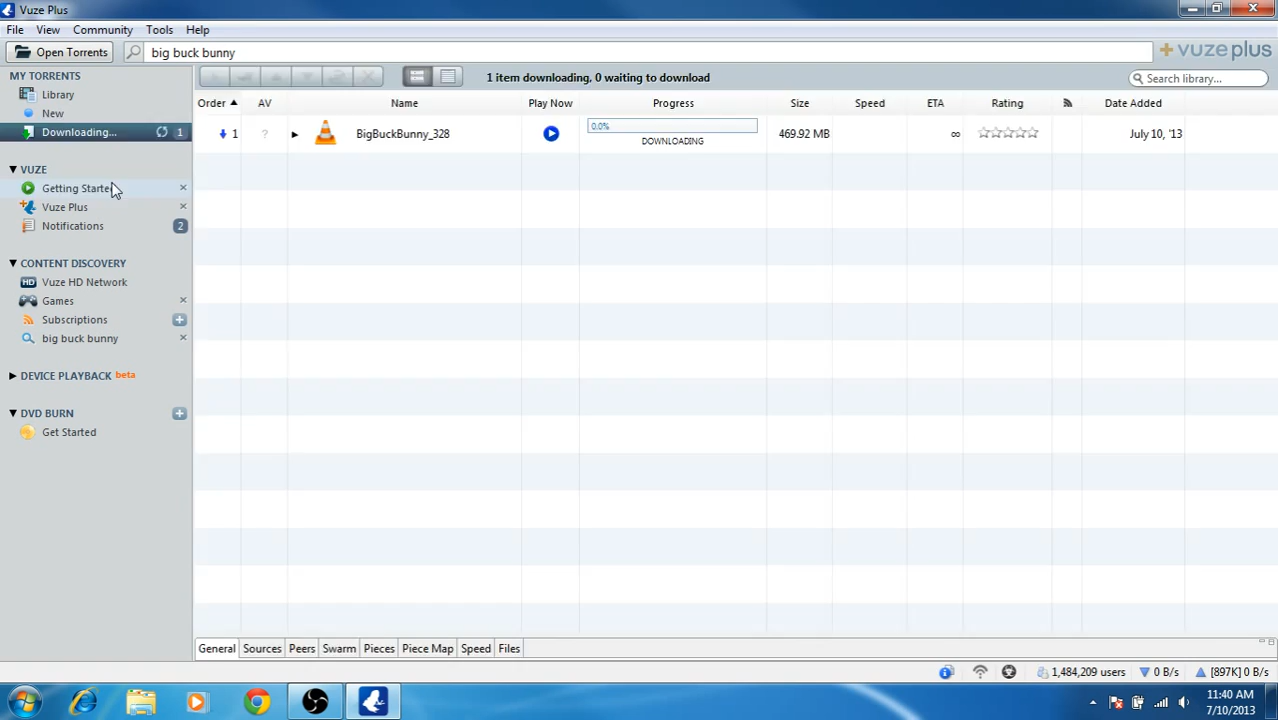 Vuze Plus
File View Community Tools Help
Open Torrents big buck bunny vuzeplus
MY TORRENTS
Library
New
Downloading... 1
VUZE
Getting Started
Vuze Plus
Notifications 2
CONTENT DISCOVERY
HD Vuze HD Network
Games
Subscriptions
big buck bunny
DEVICE PLAYBACK beta
DVD BURN
Get Started
1 item downloading, 0 waiting to download Search library...
Order AV Name Play Now Progress Size Speed ETA Rating Date Added
1 ? BigBuckBunny_328 0.0% 469.92 MB ∞ July 10, '13
DOWNLOADING
General Sources Peers Swarm Pieces Piece Map Speed Files
1,484,209 users 0 B/s [897K] 0 B/s
11:40 AM
7/10/2013